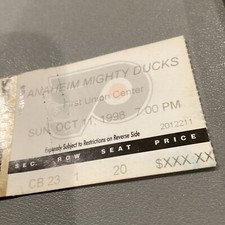 ANAHEIM MIGHTY DUCKS
First Union Center
SUN, OCT 11, 1998 7:00 PM
Expressly Subject to Restrictions on Reverse Side 2012211
SEC. ROW SEAT PRICE
CB 23 1 20 $XXX.XX